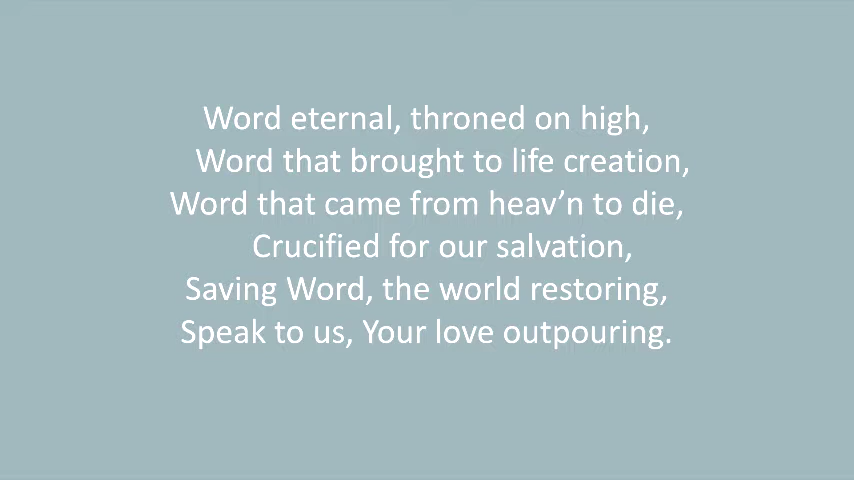 Word eternal, throned on high,
Word that brought to life creation,
Word that came from heav’n to die,
Crucified for our salvation,
Saving Word, the world restoring,
Speak to us, Your love outpouring.